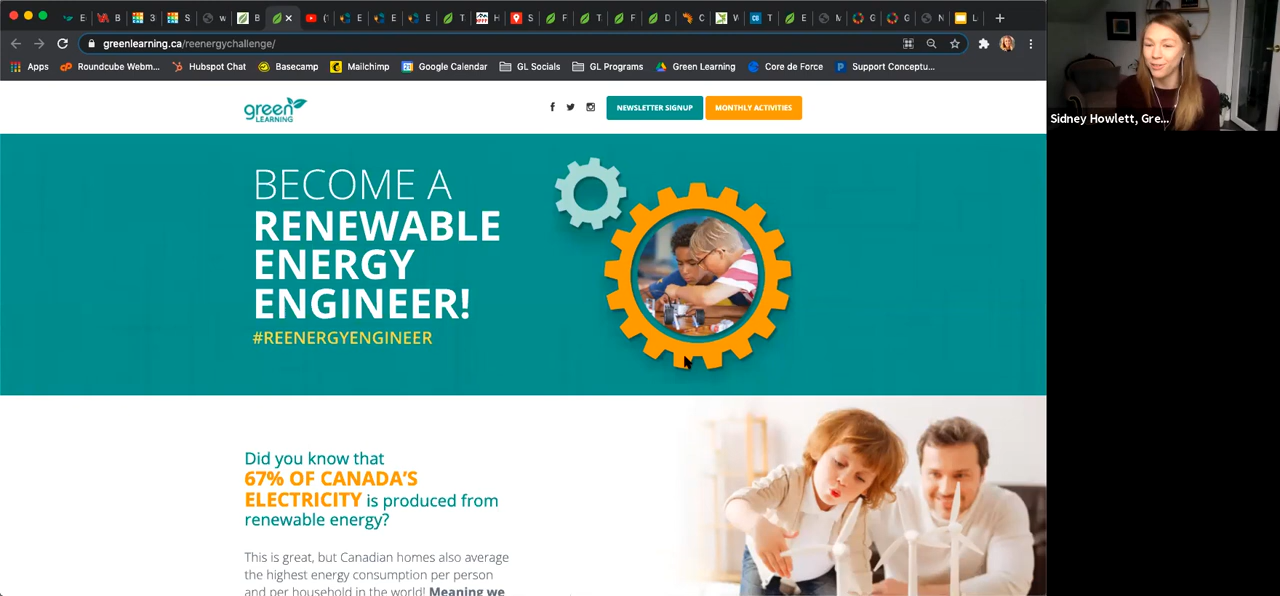 E
B
3
S
w
B
(
E
E
E
T
H
S
F
T
F
D
C
V
T
E
M
G
G
N
L
greenlearning.ca/reenergychallenge/
Apps Roundcube Webm... Hubspot Chat Basecamp Mailchimp Google Calendar GL Socials GL Programs Green Learning Core de Force Support Conceptu...
green
LEARNING
NEWSLETTER SIGNUP MONTHLY ACTIVITIES
BECOME A
RENEWABLE
ENERGY
ENGINEER!
#REENERGYENGINEER
Did you know that
67% OF CANADA'S
ELECTRICITY is produced from
renewable energy?
This is great, but Canadian homes also average
the highest energy consumption per person
and per household in the world! Meaning we
Sidney Howlett, Gre...